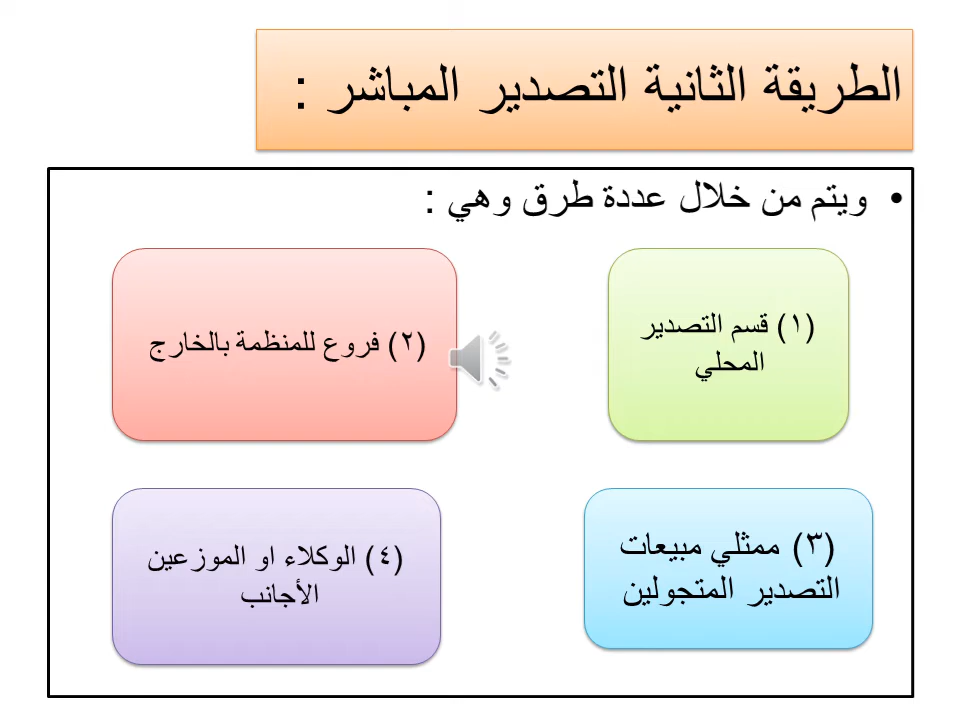 الطريقة الثانية التصدير المباشر :
• ويتم من خلال عددة طرق وهي :
(١) قسم التصدير
المحلي
(٢) فروع للمنظمة بالخارج
(٣) ممثلي مبيعات
التصدير المتجولين
(٤) الوكلاء او الموزعين
الأجانب